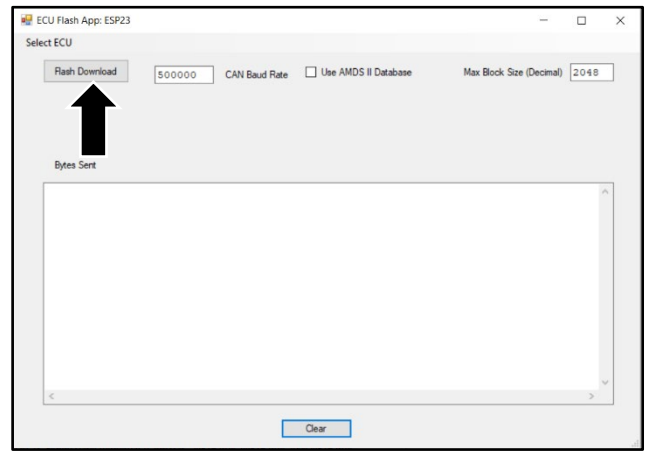 ECU Flash App: ESP23
Select ECU
Flash Download 500000 CAN Baud Rate Use AMDS II Database Max Block Size (Decimal) 2048
Bytes Sent
Clear